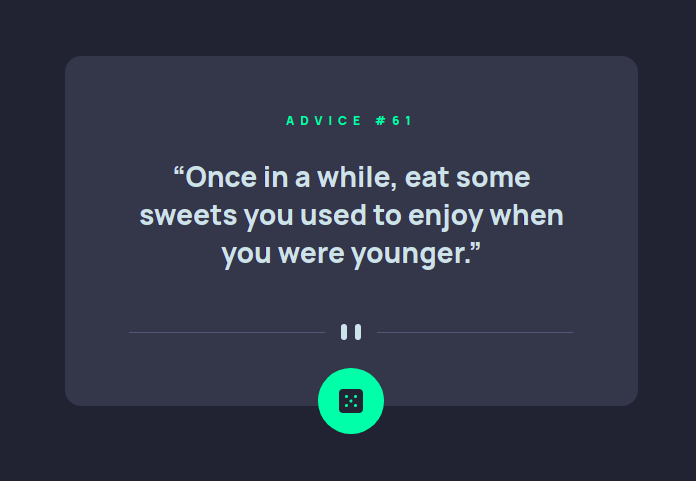 ADVICE #61
“Once in a while, eat some
sweets you used to enjoy when
you were younger.”